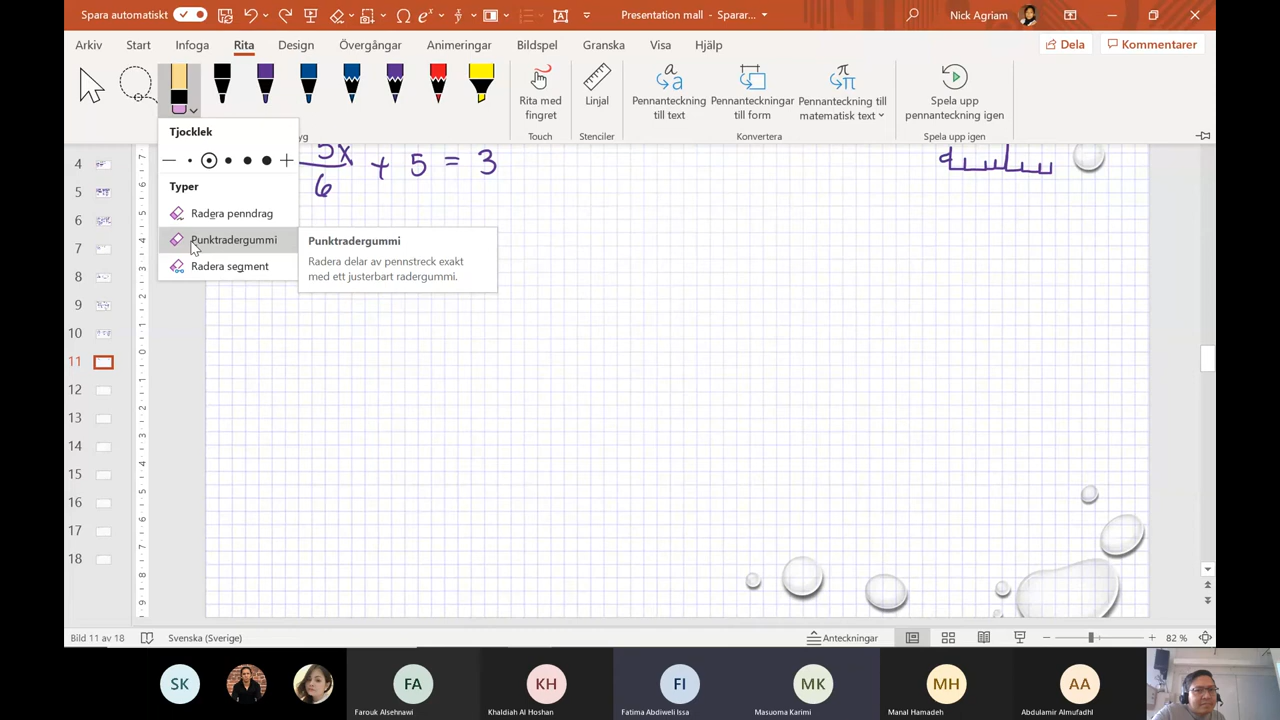 Spara automatiskt
Presentation mall - Sparar...
Nick Agriam
Arkiv Start Infoga Rita Design Övergångar Animeringar Bildspel Granska Visa Hjälp
Dela Kommentarer
Rita med fingret
Linjal
Pennanteckning till text
Pennanteckningar till form
Pennanteckning till matematisk text
Spela upp pennanteckning igen
Touch Stenciler Konvertera Spela upp igen
Tjocklek
Typer
Radera penndrag
Punktradergummi
Radera segment
Punktradergummi
Radera delar av pennstreck exakt
med ett justerbart radergummi.
5x/6 + 5 = 3
4
5
6
7
8
9
10
11
12
13
14
15
16
17
18
Bild 11 av 18 Svenska (Sverige) Anteckningar 82 %
SK FA KH FI MK MH AA
Farouk Alsehnawi Khaldiah Al Hoshan Fatima Abdiweli Issa Masuoma Karimi Manal Hamadeh Abdulamir Almufadhl